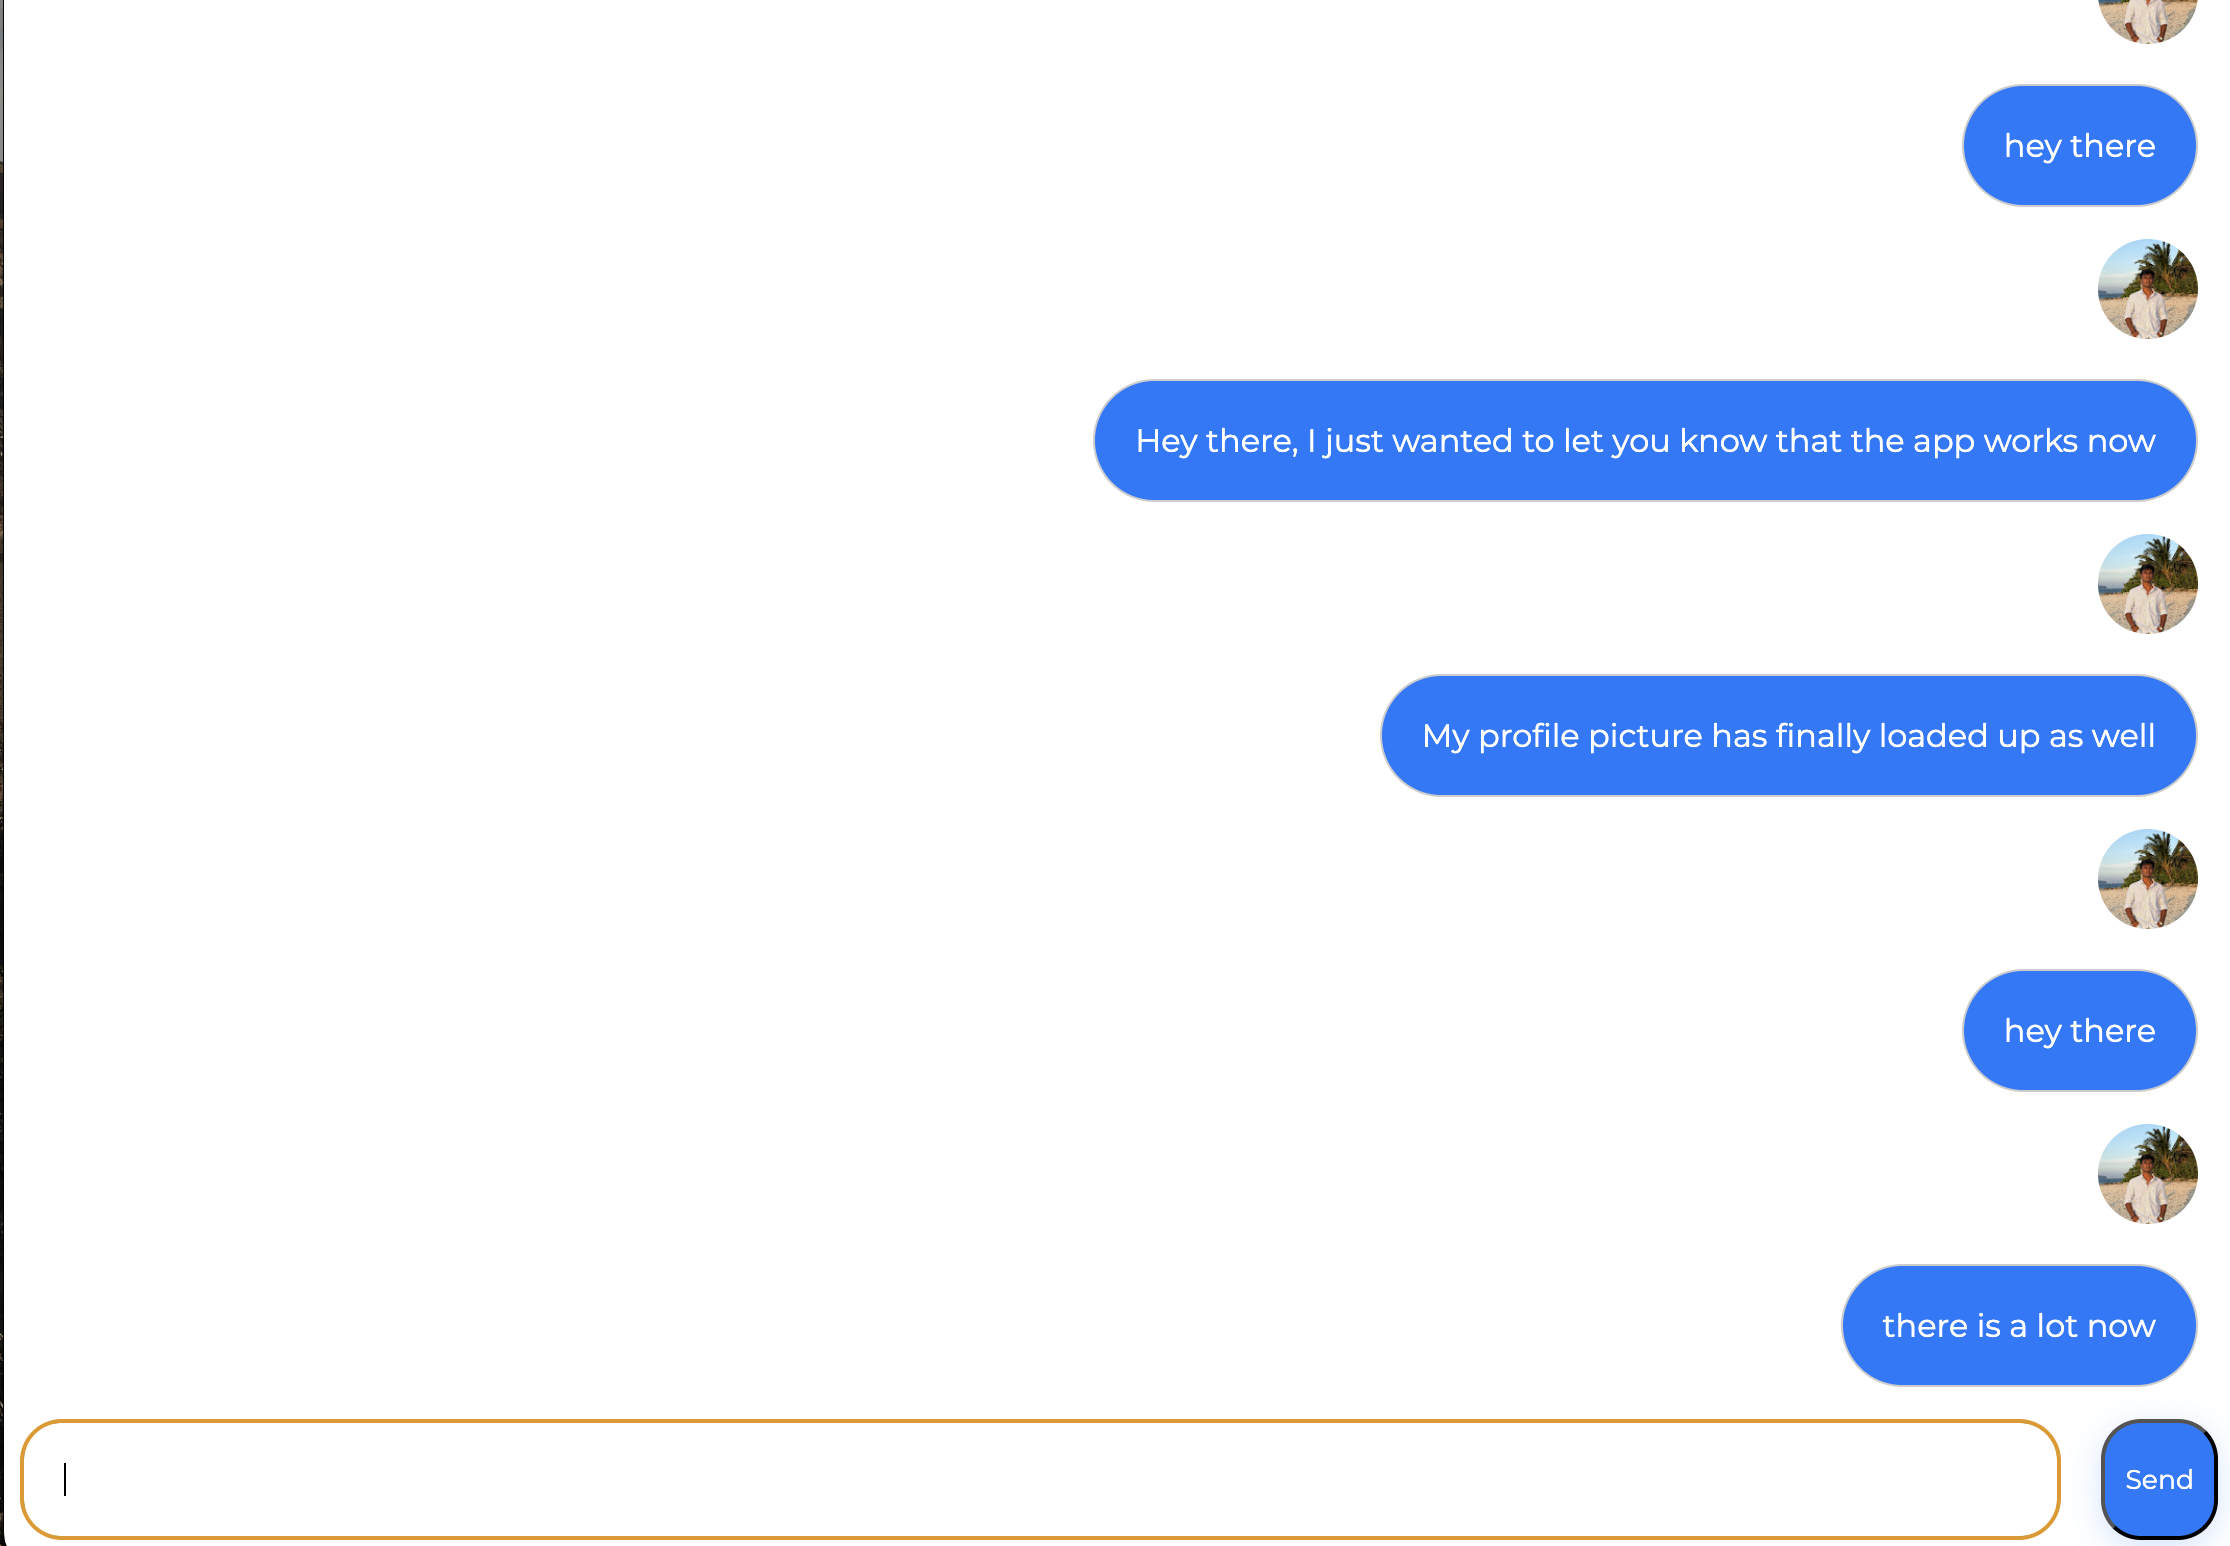 hey there
Hey there, I just wanted to let you know that the app works now
My profile picture has finally loaded up as well
hey there
there is a lot now
Send